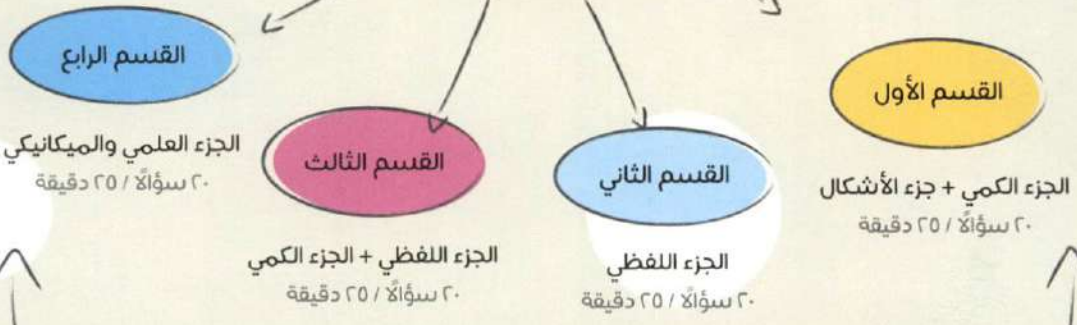 القسم الأول
الجزء الكمي + جزء الأشكال
٢٠ سؤالًا / ٢٥ دقيقة
القسم الثاني
الجزء اللفظي
٢٠ سؤالًا / ٢٥ دقيقة
القسم الثالث
الجزء اللفظي + الجزء الكمي
٢٠ سؤالًا / ٢٥ دقيقة
القسم الرابع
الجزء العلمي والميكانيكي
٢٠ سؤالًا / ٢٥ دقيقة